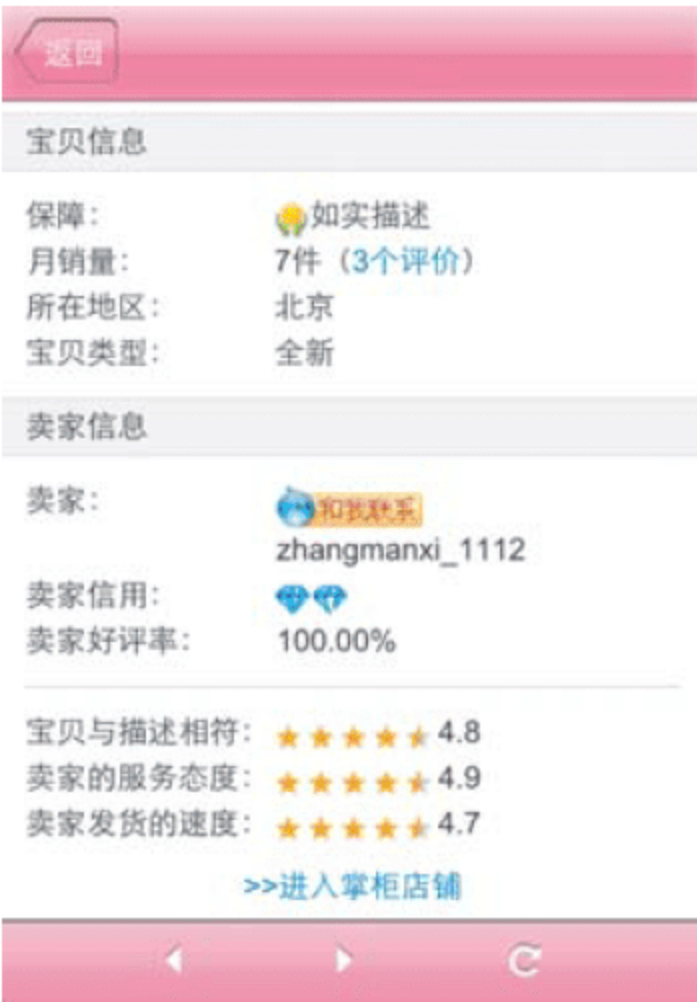 返回
宝贝信息
保障： 如实描述
月销量： 7件（3个评价）
所在地区： 北京
宝贝类型： 全新
卖家信息
卖家： 和我联系
zhangmanxi_1112
卖家信用：
卖家好评率： 100.00%
宝贝与描述相符： 4.8
卖家的服务态度： 4.9
卖家发货的速度： 4.7
>>进入掌柜店铺